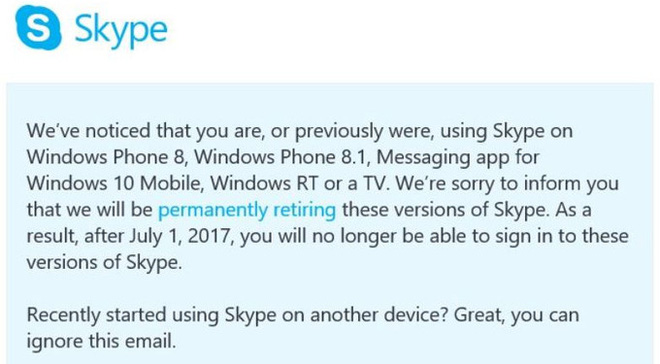 Skype
We've noticed that you are, or previously were, using Skype on
Windows Phone 8, Windows Phone 8.1, Messaging app for
Windows 10 Mobile, Windows RT or a TV. We're sorry to inform you
that we will be permanently retiring these versions of Skype. As a
result, after July 1, 2017, you will no longer be able to sign in to these
versions of Skype.
Recently started using Skype on another device? Great, you can
ignore this email.